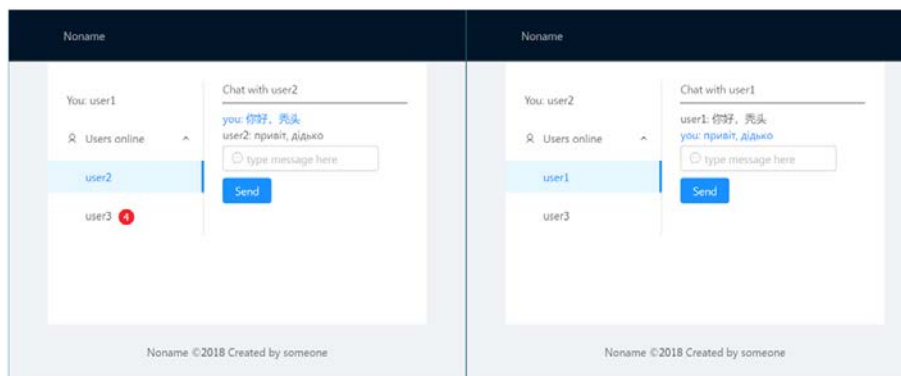 Noname
You: user1
Users online
user2
user3 4
Chat with user2
you: 你好，秃头
user2: привіт, дідько
type message here
Send
Noname ©2018 Created by someone
Noname
You: user2
Users online
user1
user3
Chat with user1
user1: 你好，秃头
you: привіт, дідько
type message here
Send
Noname ©2018 Created by someone